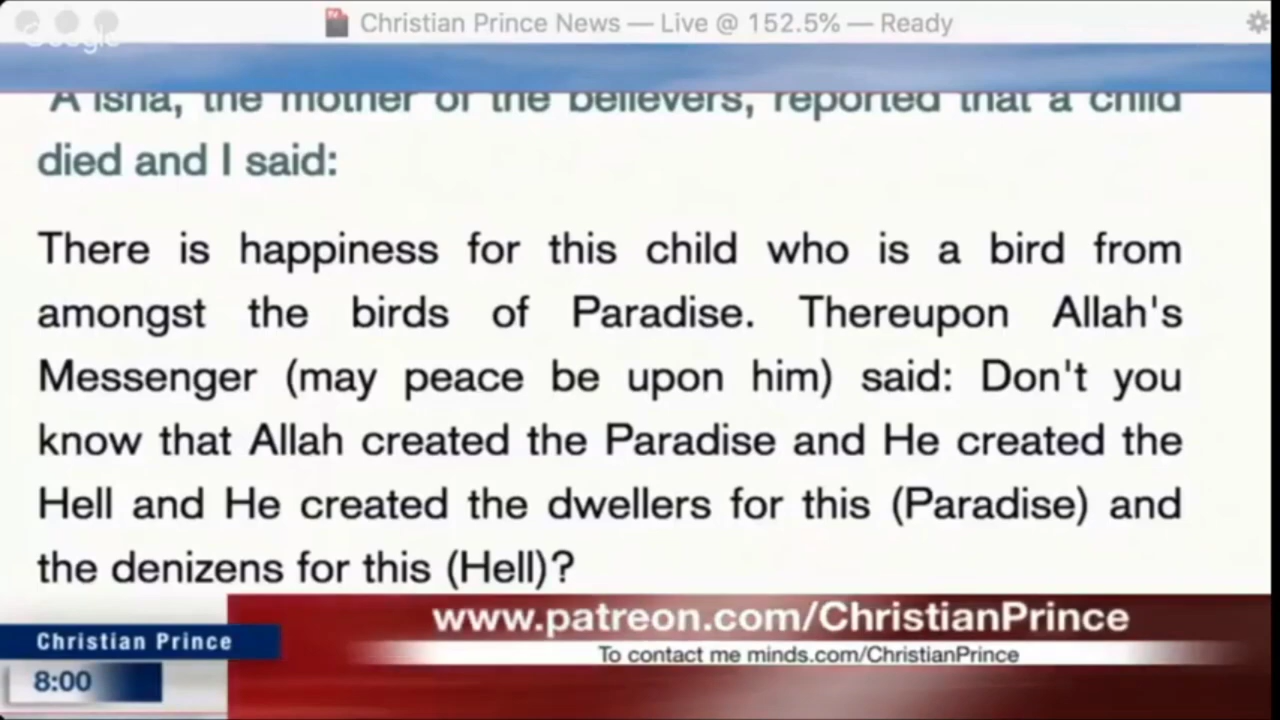 Christian Prince News — Live @ 152.5% — Ready
Google
A'isha, the mother of the believers, reported that a child
died and I said:
There is happiness for this child who is a bird from
amongst the birds of Paradise. Thereupon Allah's
Messenger (may peace be upon him) said: Don't you
know that Allah created the Paradise and He created the
Hell and He created the dwellers for this (Paradise) and
the denizens for this (Hell)?
www.patreon.com/ChristianPrince
Christian Prince
To contact me minds.com/ChristianPrince
8:00